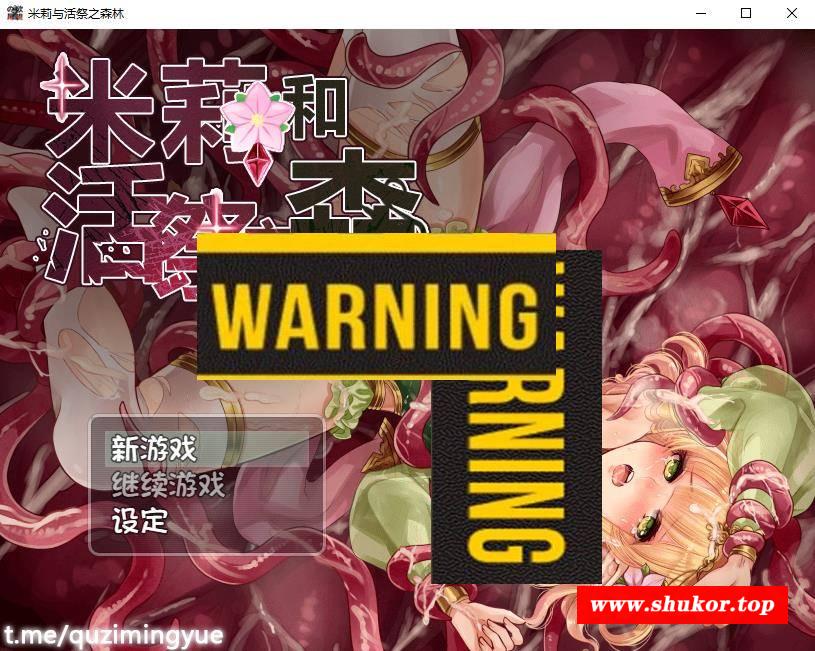 米莉与活祭之森林
米莉和
活祭之森
WARNING
WARNING
新游戏
继续游戏
设定
www.shukor.top
t.me/quzimingyue